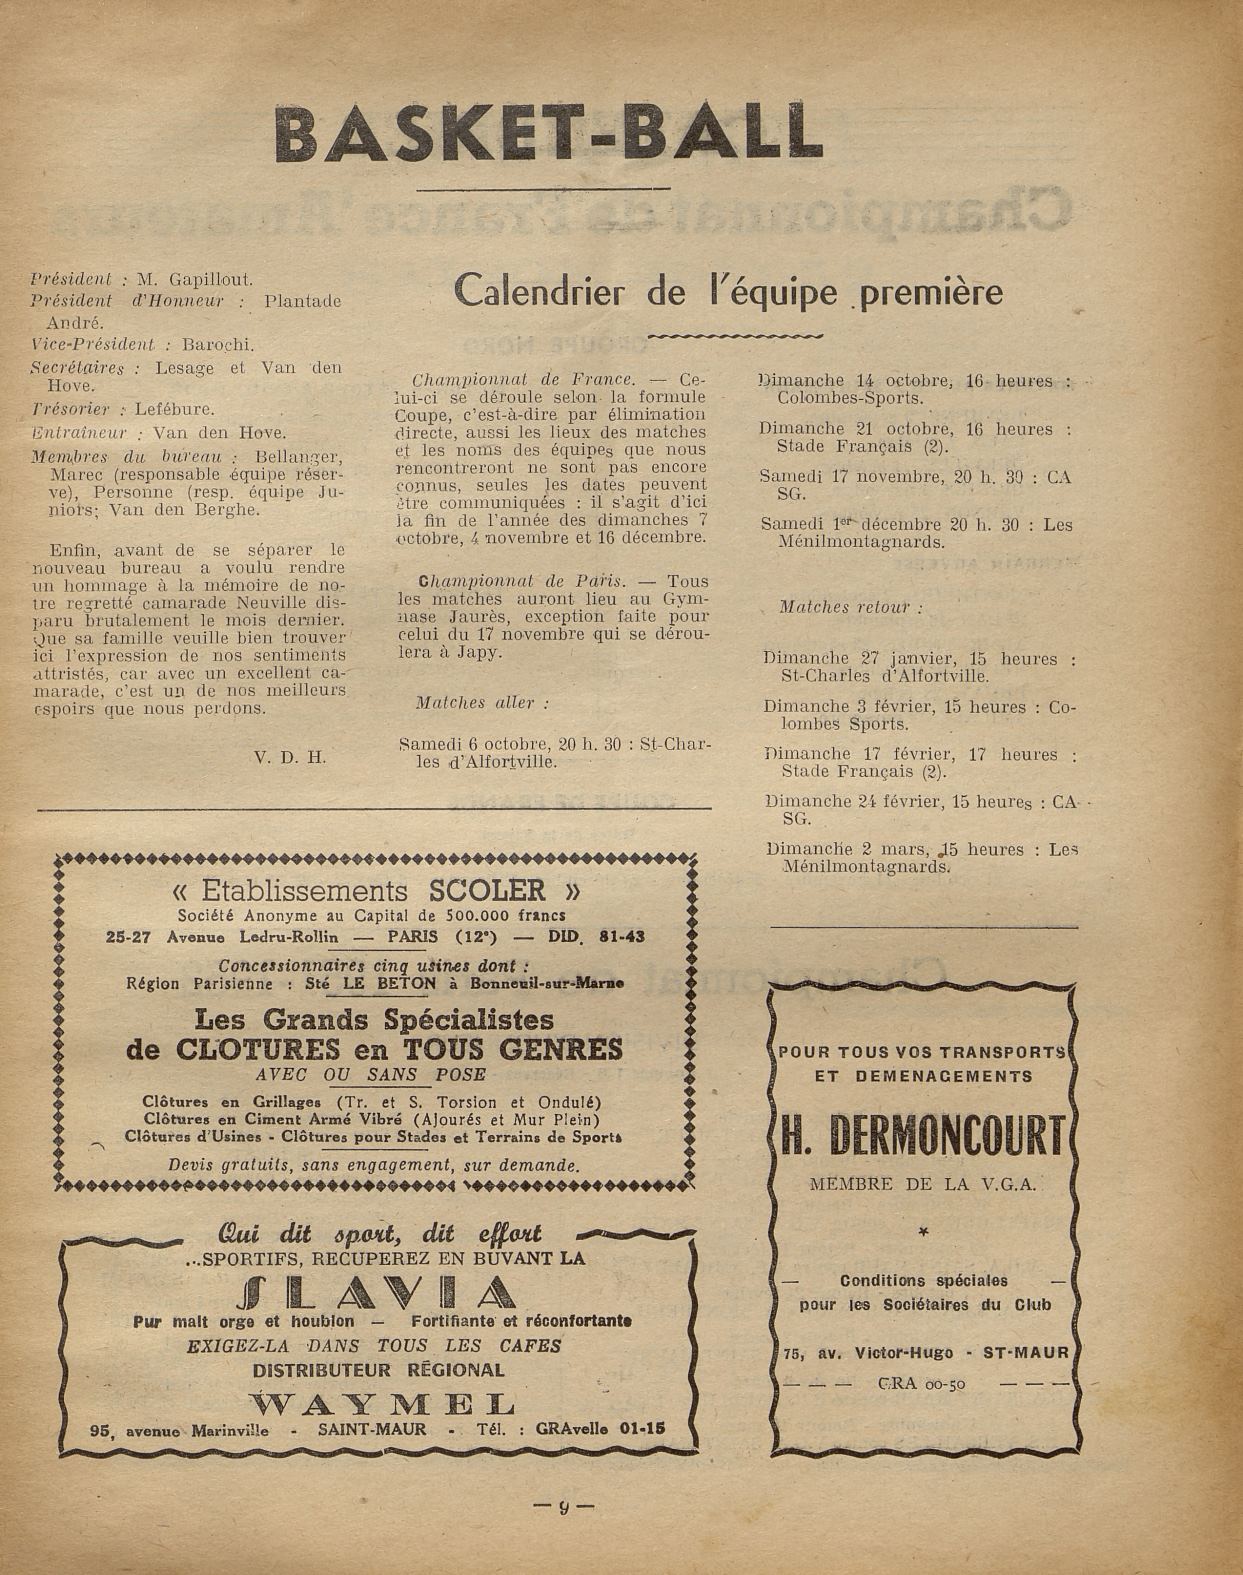 BASKET-BALL
Président : M. Gapillout.
Président d'Honneur : Plantade
André.
Vice-Président : Barochi.
Secrétaires : Lesage et Van den
Hove.
Trésorier : Lefébure.
Entraîneur : Van den Hove.
Membres du bureau : Bellanger,
Marec (responsable équipe réser-
ve), Personne (resp. équipe Ju-
niors; Van den Berghe.
Enfin, avant de se séparer le
nouveau bureau a voulu rendre
un hommage à la mémoire de no-
tre regretté camarade Neuville dis-
paru brutalement le mois dernier.
Que sa famille veuille bien trouver
ici l'expression de nos sentiments
attristés, car avec un excellent ca-
marade, c'est un de nos meilleurs
espoirs que nous perdons.
V. D. H.
Calendrier de l'équipe première
Championnat de France. — Ce-
lui-ci se déroule selon la formule
Coupe, c'est-à-dire par élimination
directe, aussi les lieux des matches
et les noms des équipes que nous
rencontreront ne sont pas encore
connus, seules les dates peuvent
être communiquées : il s'agit d'ici
la fin de l'année des dimanches 7
octobre, 4 novembre et 16 décembre.
Championnat de Paris. — Tous
les matches auront lieu au Gym-
nase Jaurès, exception faite pour
celui du 17 novembre qui se dérou-
lera à Japy.
Matches aller :
Samedi 6 octobre, 20 h. 30 : St-Char-
les d'Alfortville.
Dimanche 14 octobre, 16 heures :
Colombes-Sports.
Dimanche 21 octobre, 16 heures :
Stade Français (2).
Samedi 17 novembre, 20 h. 30 : CA
SG.
Samedi 1er décembre 20 h. 30 : Les
Ménilmontagnards.
Matches retour :
Dimanche 27 janvier, 15 heures :
St-Charles d'Alfortville.
Dimanche 3 février, 15 heures : Co-
lombes Sports.
Dimanche 17 février, 17 heures :
Stade Français (2).
Dimanche 24 février, 15 heures : CA-
SG.
Dimanche 2 mars, 15 heures : Les
Ménilmontagnards.
« Etablissements SCOLER »
Société Anonyme au Capital de 500.000 francs
25-27 Avenue Ledru-Rollin — PARIS (12e) — DID. 81-43
Concessionnaires cinq usines dont :
Région Parisienne : Sté LE BETON à Bonneuil-sur-Marne
Les Grands Spécialistes
de CLOTURES en TOUS GENRES
AVEC OU SANS POSE
Clôtures en Grillages (Tr. et S. Torsion et Ondulé)
Clôtures en Ciment Armé Vibré (Ajourés et Mur Plein)
Clôtures d'Usines - Clôtures pour Stades et Terrains de Sports
Devis gratuits, sans engagement, sur demande.
Qui dit sport, dit effort
...SPORTIFS, RECUPEREZ EN BUVANT LA
SLAVIA
Pur malt orge et houblon — Fortifiante et réconfortante
EXIGEZ-LA DANS TOUS LES CAFES
DISTRIBUTEUR RÉGIONAL
WAYMEL
95, avenue Marinville - SAINT-MAUR - Tél. : GRAvelle 01-15
POUR TOUS VOS TRANSPORTS
ET DEMENAGEMENTS
H. DERMONCOURT
MEMBRE DE LA V.G.A.
*
— Conditions spéciales —
pour les Sociétaires du Club
75, av. Victor-Hugo - ST-MAUR
— — — GRA 00-50 — — —
— 9 —